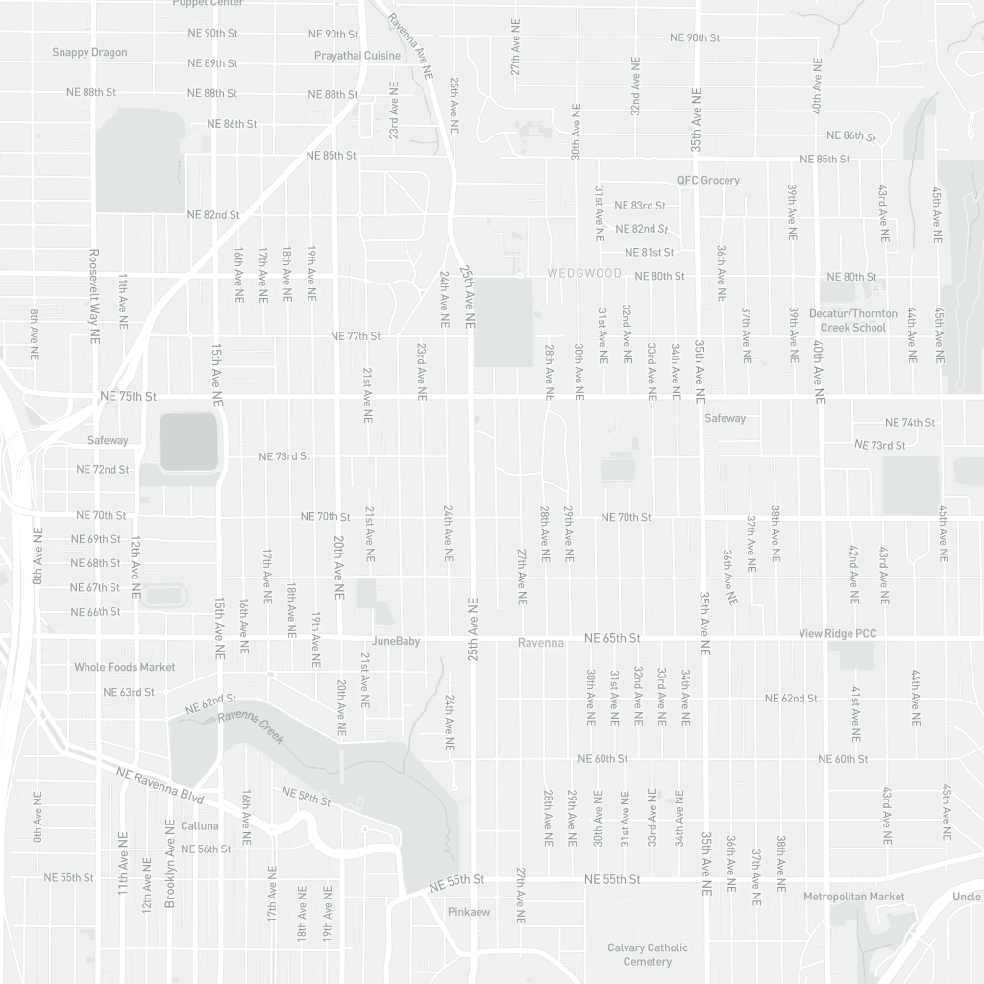 Puppet Center
NE 90th St
NE 90th St
Ravenna Ave NE
27th Ave NE
NE 90th St
Snappy Dragon
Prayathai Cuisine
NE 89th St
32nd Ave NE
40th Ave NE
NE 88th St
NE 88th St
NE 88th St
23rd Ave NE
25th Ave NE
30th Ave NE
35th Ave NE
NE 86th St
NE 86th St
NE 85th St
NE 85th St
QFC Grocery
31st Ave NE
39th Ave NE
43rd Ave NE
45th Ave NE
NE 83rd St
NE 82nd St
NE 82nd St
NE 81st St
WEDGWOOD
NE 80th St
NE 80th St
Roosevelt Way NE
11th Ave NE
16th Ave NE
17th Ave NE
18th Ave NE
19th Ave NE
24th Ave NE
25th Ave NE
36th Ave NE
8th Ave NE
31st Ave NE
32nd Ave NE
37th Ave NE
39th Ave NE
Decatur/Thornton
Creek School
44th Ave NE
45th Ave NE
NE 77th St
15th Ave NE
21st Ave NE
23rd Ave NE
28th Ave NE
30th Ave NE
33rd Ave NE
34th Ave NE
35th Ave NE
40th Ave NE
NE 75th St
Safeway
NE 74th St
Safeway
NE 73rd St
NE 73rd St
NE 72nd St
NE 70th St
NE 70th St
NE 70th St
21st Ave NE
24th Ave NE
28th Ave NE
29th Ave NE
37th Ave NE
38th Ave NE
45th Ave NE
8th Ave NE
NE 69th St
12th Ave NE
20th Ave NE
NE 68th St
17th Ave NE
27th Ave NE
36th Ave NE
42nd Ave NE
43rd Ave NE
NE 67th St
NE 66th St
15th Ave NE
16th Ave NE
18th Ave NE
19th Ave NE
25th Ave NE
35th Ave NE
JuneBaby
Ravenna
NE 65th St
View Ridge PCC
Whole Foods Market
NE 63rd St
NE 62nd St
Ravenna Creek
20th Ave NE
21st Ave NE
24th Ave NE
30th Ave NE
31st Ave NE
32nd Ave NE
33rd Ave NE
34th Ave NE
NE 62nd St
41st Ave NE
44th Ave NE
NE 60th St
NE 60th St
NE Ravenna Blvd
NE 58th St
8th Ave NE
16th Ave NE
28th Ave NE
29th Ave NE
30th Ave NE
31st Ave NE
33rd Ave NE
34th Ave NE
43rd Ave NE
45th Ave NE
Calluna
NE 56th St
11th Ave NE
12th Ave NE
Brooklyn Ave NE
17th Ave NE
18th Ave NE
19th Ave NE
27th Ave NE
35th Ave NE
36th Ave NE
37th Ave NE
38th Ave NE
NE 55th St
NE 55th St
NE 55th St
Metropolitan Market
Unde
Pinkaew
Calvary Catholic
Cemetery